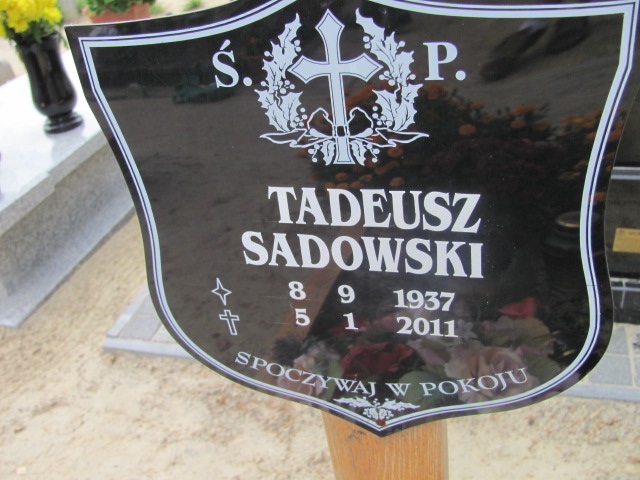 Ś. P.
TADEUSZ
SADOWSKI
8 9 1937
5 1 2011
SPOCZYWAJ W POKOJU